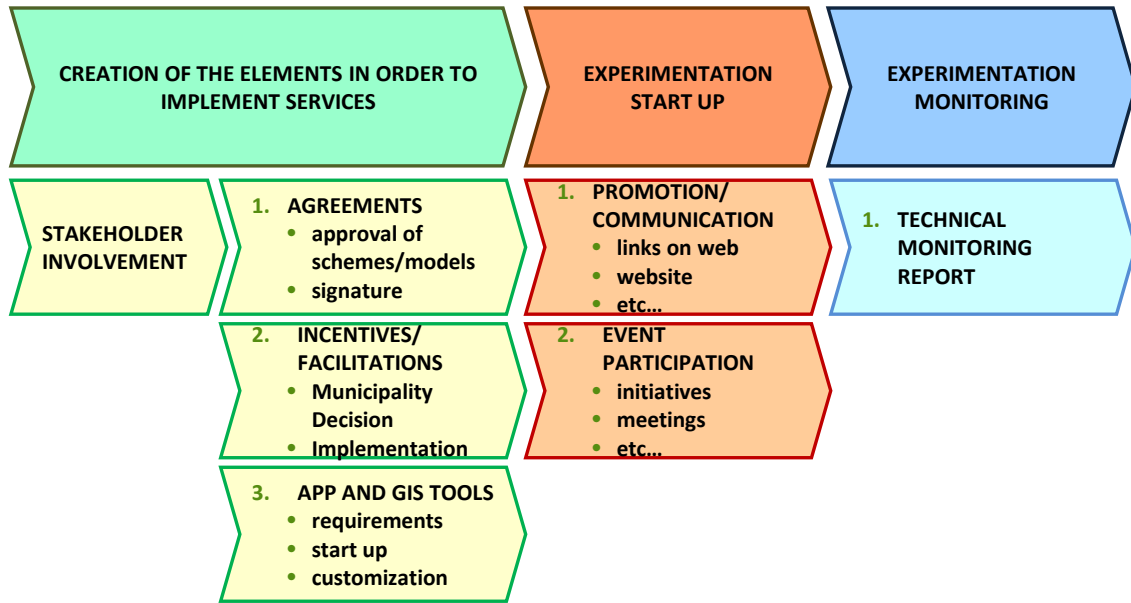 CREATION OF THE ELEMENTS IN ORDER TO
IMPLEMENT SERVICES
EXPERIMENTATION
START UP
EXPERIMENTATION
MONITORING
STAKEHOLDER
INVOLVEMENT
1. AGREEMENTS
• approval of
schemes/models
• signature
1. PROMOTION/
COMMUNICATION
• links on web
• website
• etc...
1. TECHNICAL
MONITORING
REPORT
2. INCENTIVES/
FACILITATIONS
• Municipality
Decision
• Implementation
2. EVENT
PARTICIPATION
• initiatives
• meetings
• etc...
3. APP AND GIS TOOLS
• requirements
• start up
• customization